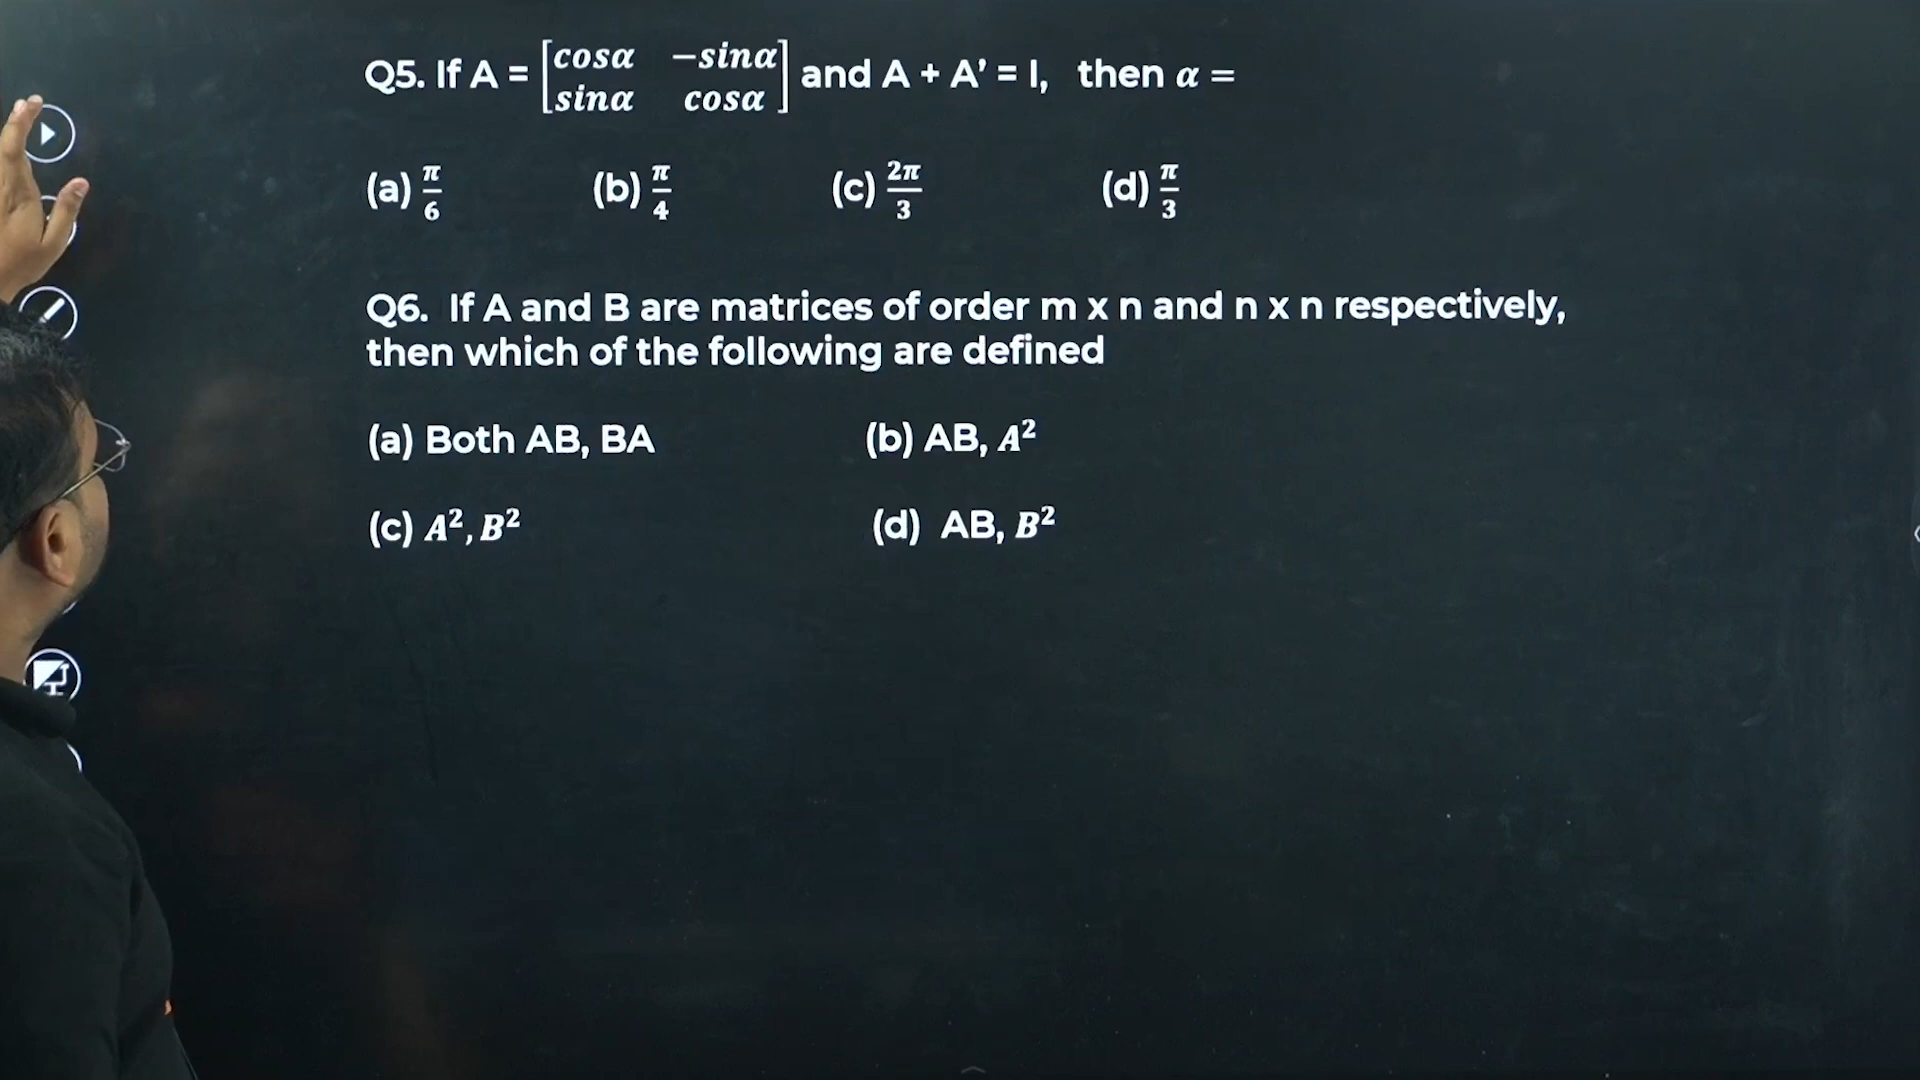 Q5. If A = [cosα −sinα; sinα cosα] and A + A’ = I, then α =
(a) π/6 (b) π/4 (c) 2π/3 (d) π/3
Q6. If A and B are matrices of order m x n and n x n respectively,
then which of the following are defined
(a) Both AB, BA (b) AB, A²
(c) A², B² (d) AB, B²